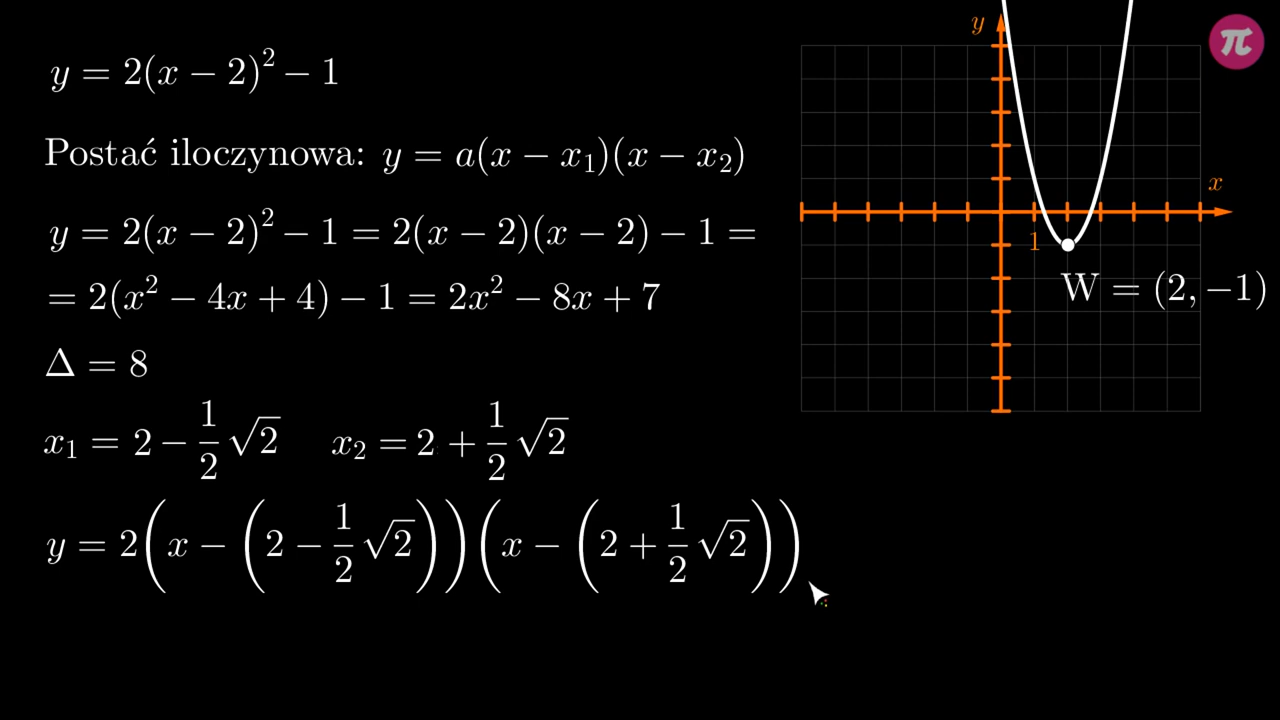 y = 2(x − 2)² − 1
Postać iloczynowa: y = a(x − x₁)(x − x₂)
y = 2(x − 2)² − 1 = 2(x − 2)(x − 2) − 1 =
= 2(x² − 4x + 4) − 1 = 2x² − 8x + 7
Δ = 8
x₁ = 2 − 1/2 √2 x₂ = 2 + 1/2 √2
y = 2(x − (2 − 1/2 √2))(x − (2 + 1/2 √2))
y
x
1
W = (2, −1)
π